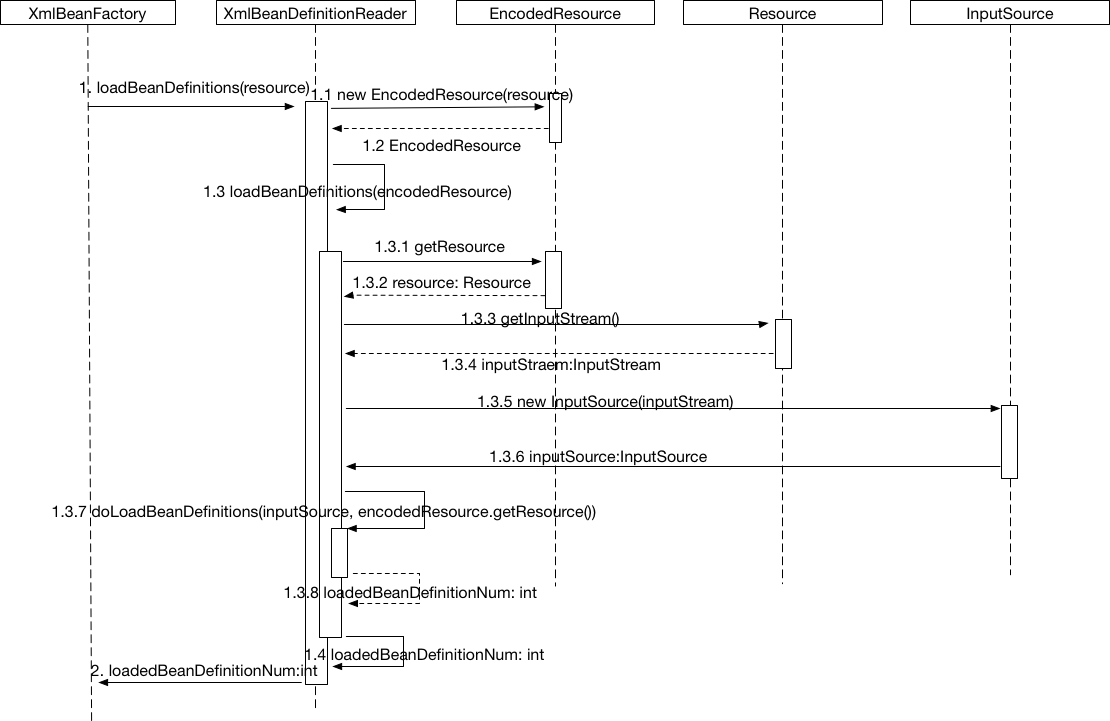 XmlBeanFactory
XmlBeanDefinitionReader
EncodedResource
Resource
InputSource
1. loadBeanDefinitions(resource)
1.1 new EncodedResource(resource)
1.2 EncodedResource
1.3 loadBeanDefinitions(encodedResource)
1.3.1 getResource
1.3.2 resource: Resource
1.3.3 getInputStream()
1.3.4 inputStraem:InputStream
1.3.5 new InputSource(inputStream)
1.3.6 inputSource:InputSource
1.3.7 doLoadBeanDefinitions(inputSource, encodedResource.getResource())
1.3.8 loadedBeanDefinitionNum: int
1.4 loadedBeanDefinitionNum: int
2. loadedBeanDefinitionNum:int